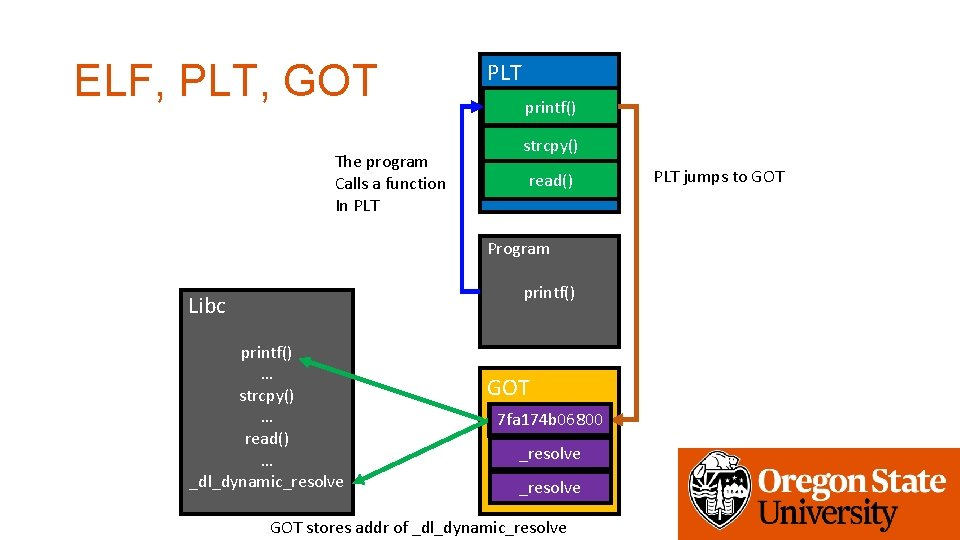 ELF, PLT, GOT
PLT
printf()
strcpy()
read()
The program
Calls a function
In PLT
PLT jumps to GOT
Program
printf()
Libc
printf()
...
strcpy()
...
read()
...
_dl_dynamic_resolve
GOT
7fa174b06800
_resolve
_resolve
GOT stores addr of _dl_dynamic_resolve
Oregon State
University